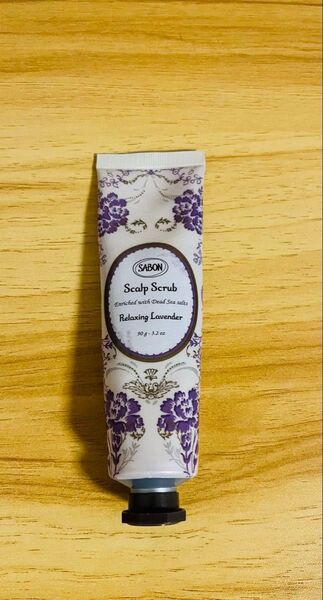 SABON
Scalp Scrub
Enriched with Dead Sea salts
Relaxing Lavender
90 g - 3.2 oz